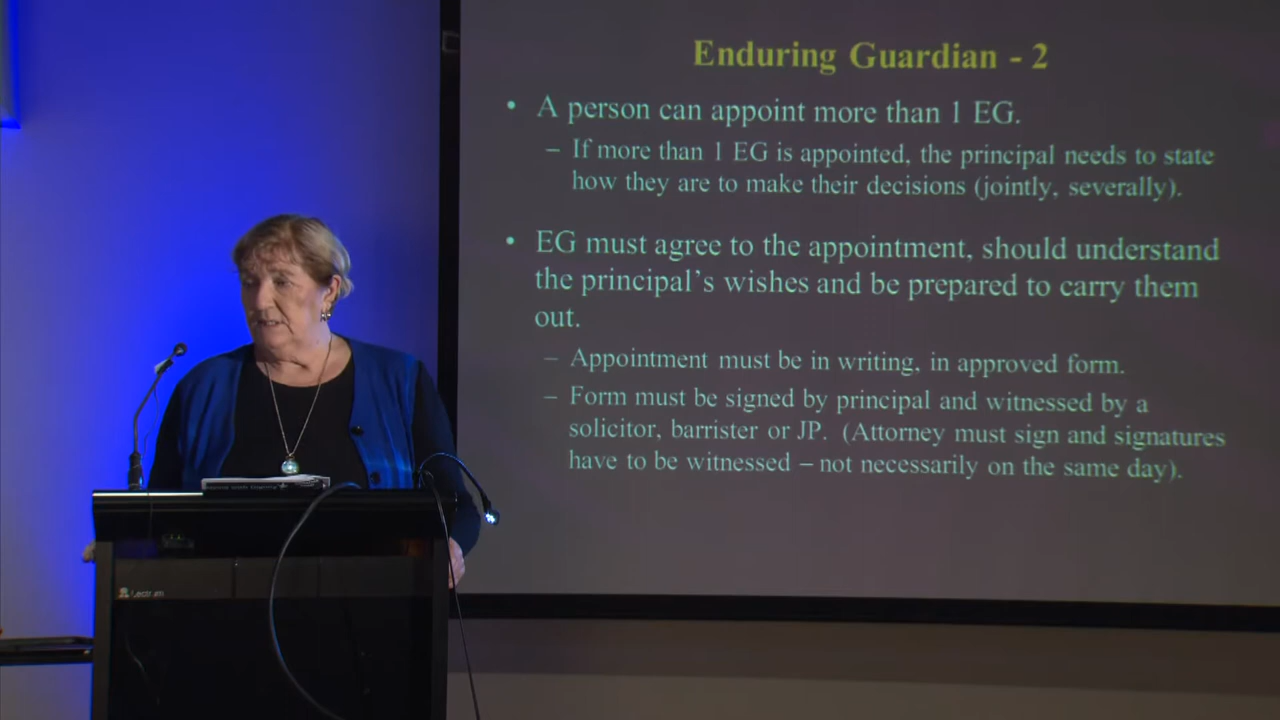 Enduring Guardian - 2
• A person can appoint more than 1 EG.
– If more than 1 EG is appointed, the principal needs to state
how they are to make their decisions (jointly, severally).
• EG must agree to the appointment, should understand
the principal's wishes and be prepared to carry them
out.
– Appointment must be in writing, in approved form.
– Form must be signed by principal and witnessed by a
solicitor, barrister or JP. (Attorney must sign and signatures
have to be witnessed – not necessarily on the same day).
Lectrum